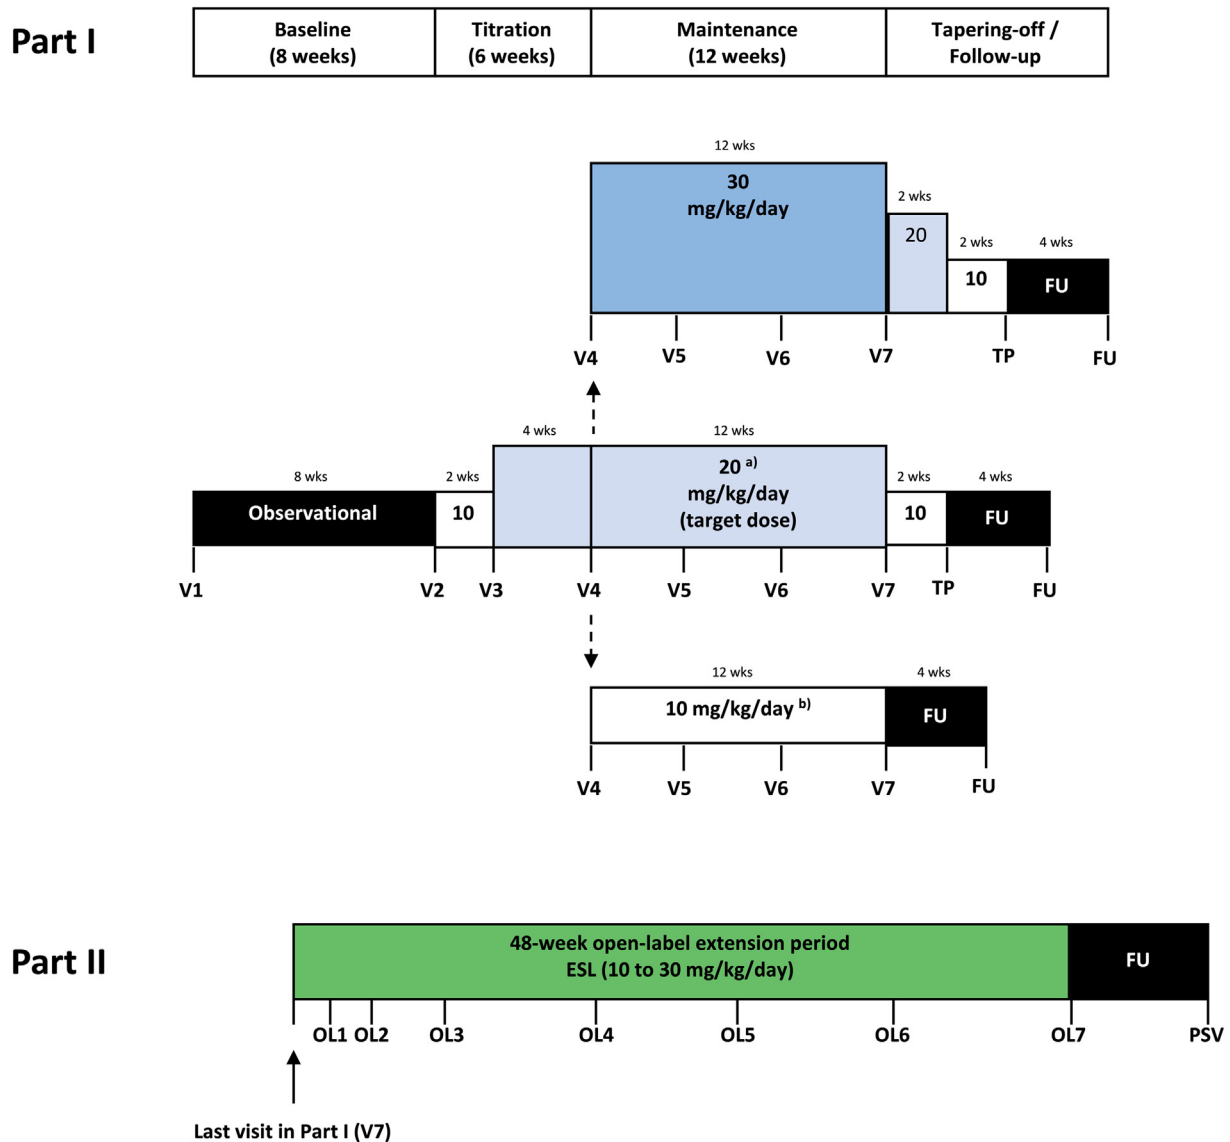 Part I
Baseline
(8 weeks)
Titration
(6 weeks)
Maintenance
(12 weeks)
Tapering-off /
Follow-up
12 wks
30
mg/kg/day
2 wks
20
2 wks
10
4 wks
FU
V4
V5
V6
V7
TP
FU
8 wks
Observational
2 wks
10
4 wks
12 wks
20 a)
mg/kg/day
(target dose)
2 wks
10
4 wks
FU
V1
V2
V3
V4
V5
V6
V7
TP
FU
12 wks
10 mg/kg/day b)
4 wks
FU
V4
V5
V6
V7
FU
Part II
48-week open-label extension period
ESL (10 to 30 mg/kg/day)
FU
OL1
OL2
OL3
OL4
OL5
OL6
OL7
PSV
Last visit in Part I (V7)